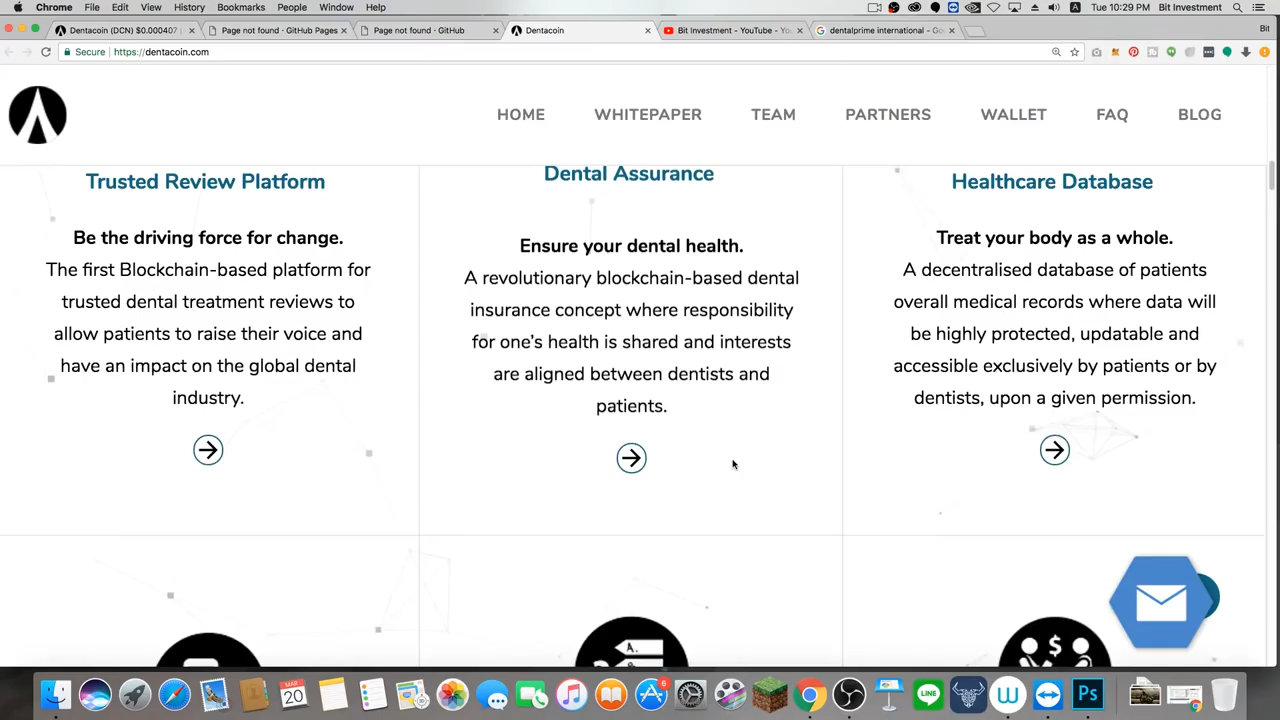 Chrome File Edit View History Bookmarks People Window Help
Tue 10:29 PM Bit Investment
Dentacoin (DCN) $0.000407 |
Page not found · GitHub Pages
Page not found · GitHub
Dentacoin
Bit Investment - YouTube - Yo
dentalprime international - Go
Bit
Secure https://dentacoin.com
HOME WHITEPAPER TEAM PARTNERS WALLET FAQ BLOG
Trusted Review Platform
Be the driving force for change.
The first Blockchain-based platform for
trusted dental treatment reviews to
allow patients to raise their voice and
have an impact on the global dental
industry.
Dental Assurance
Ensure your dental health.
A revolutionary blockchain-based dental
insurance concept where responsibility
for one's health is shared and interests
are aligned between dentists and
patients.
Healthcare Database
Treat your body as a whole.
A decentralised database of patients
overall medical records where data will
be highly protected, updatable and
accessible exclusively by patients or by
dentists, upon a given permission.
A.
$
MAR
20
6
LINE
W
Ps